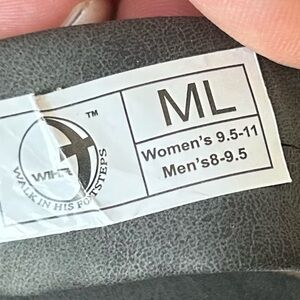 TM
ML
Women's 9.5-11
Men's8-9.5
WIHF
WALK IN HIS FOOTSTEPS